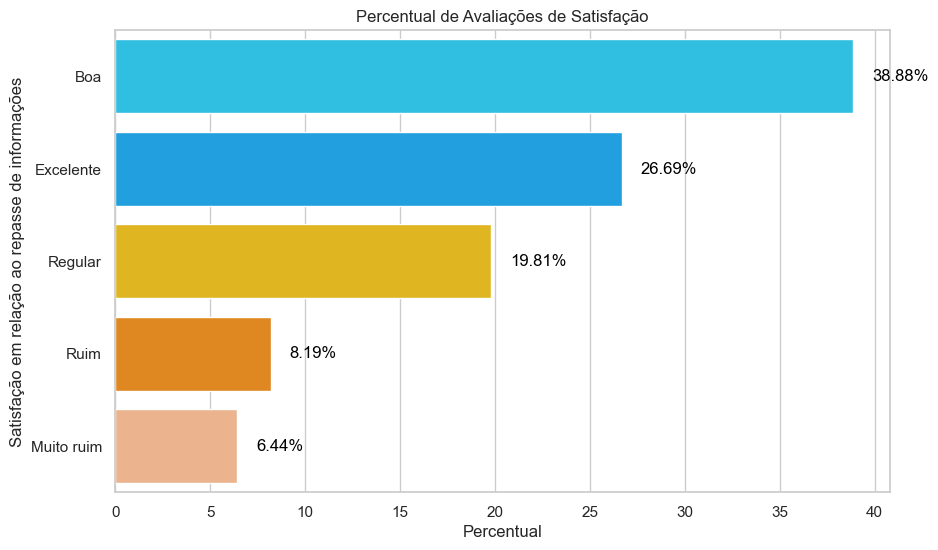 Percentual de Avaliações de Satisfação
Satisfação em relação ao repasse de informações
Boa
38.88%
Excelente
26.69%
Regular
19.81%
Ruim
8.19%
Muito ruim
6.44%
0 5 10 15 20 25 30 35 40
Percentual